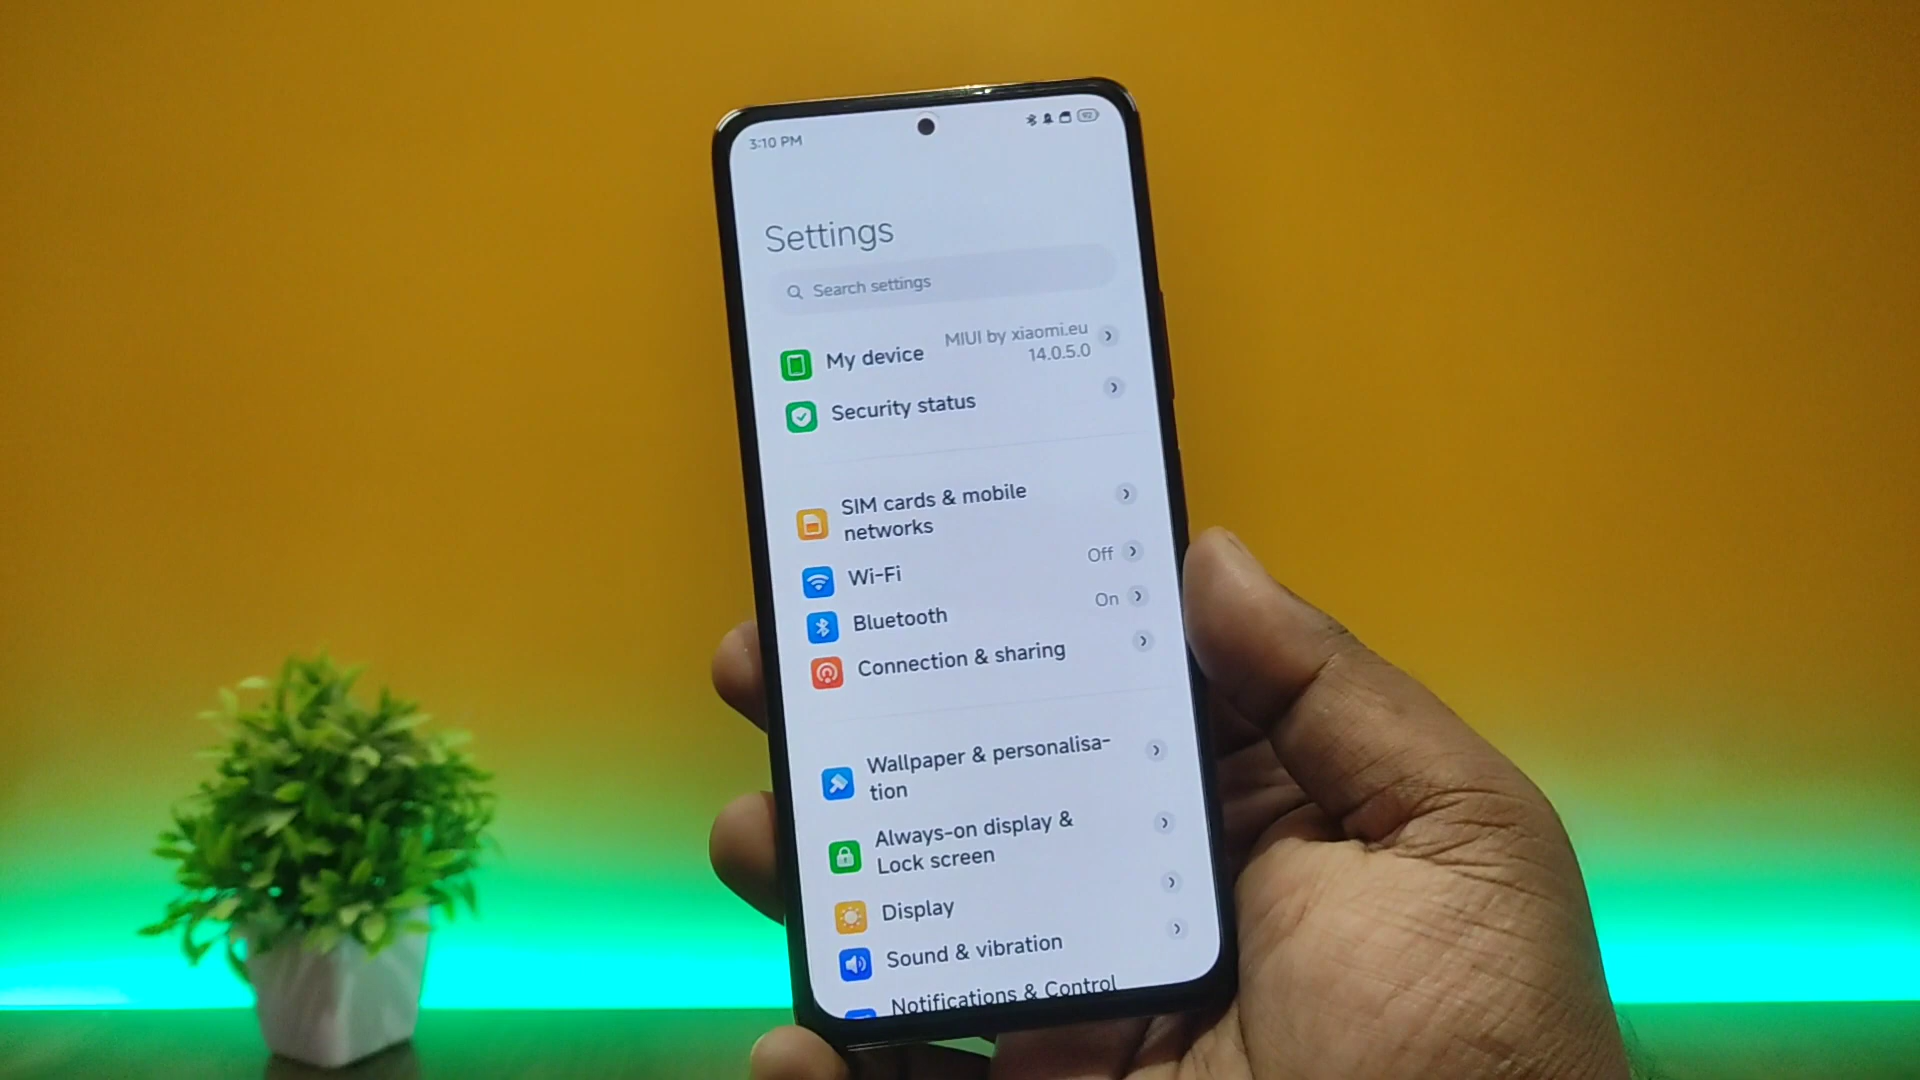 3:10 PM
92
Settings
Search settings
My device
MIUI by xiaomi.eu
14.0.5.0
Security status
SIM cards & mobile
networks
Wi-Fi
Off
Bluetooth
On
Connection & sharing
Wallpaper & personalisa-
tion
Always-on display &
Lock screen
Display
Sound & vibration
Notifications & Control